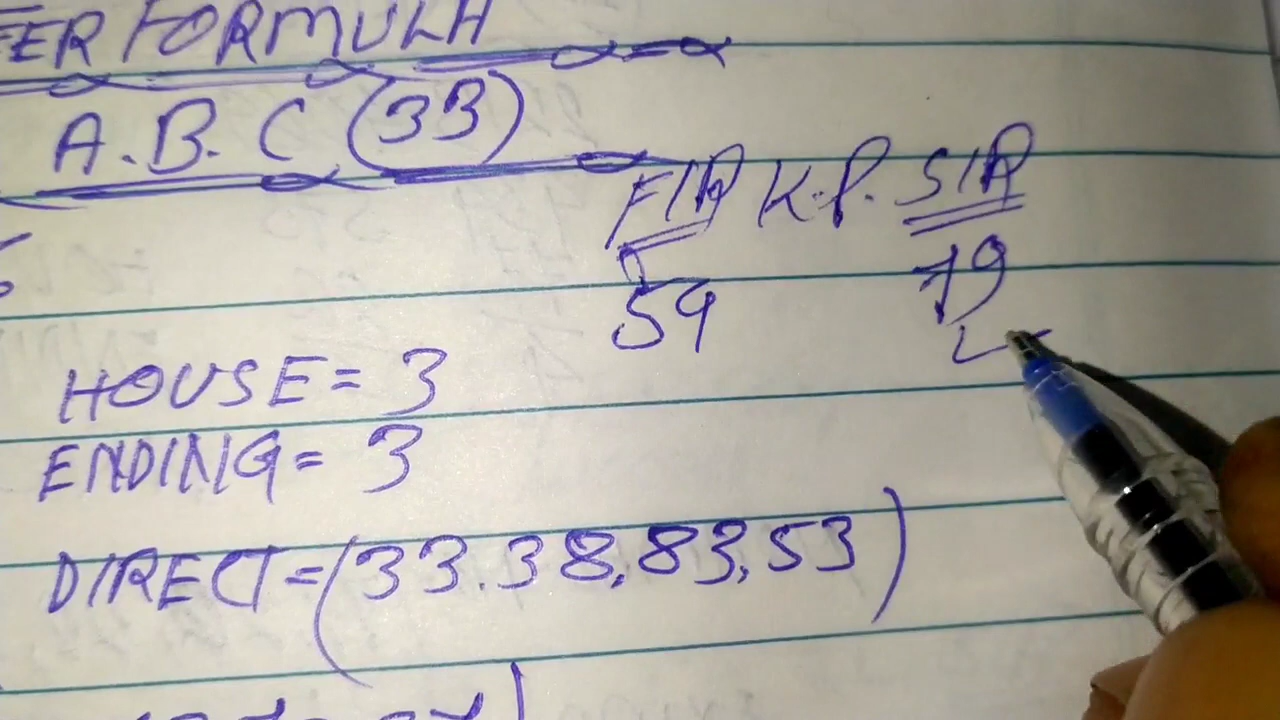 FER FORMULA
A.B.C (33)
F/R K.P. S/R
59 79
HOUSE = 3
ENDING = 3
DIRECT = (33.38,83,53)